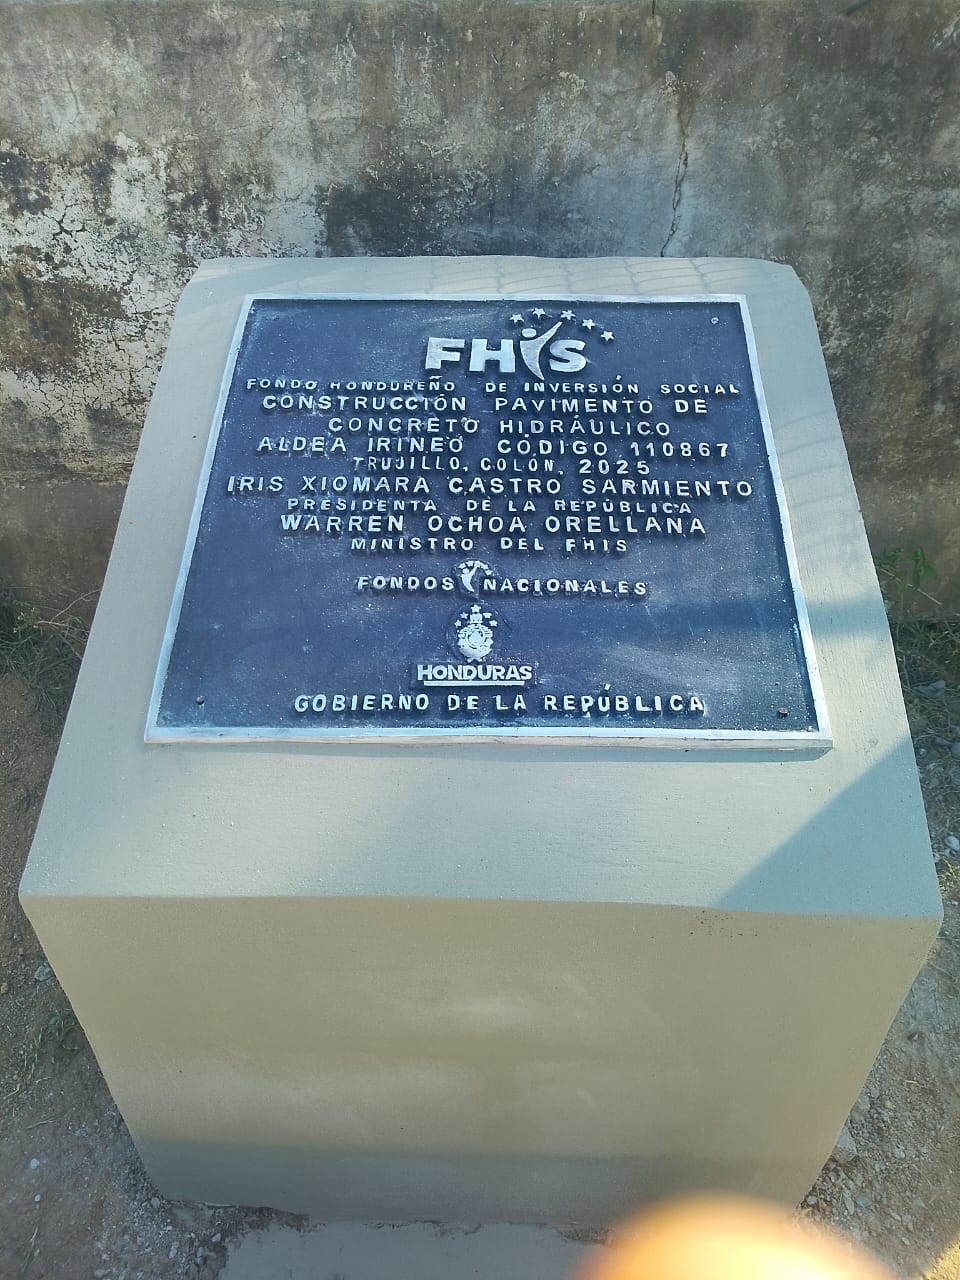 FHIS
FONDO HONDUREÑO DE INVERSIÓN SOCIAL
CONSTRUCCIÓN PAVIMENTO DE
CONCRETO HIDRÁULICO
ALDEA IRINEO CÓDIGO 110867
TRUJILLO, COLÓN, 2025
IRIS XIOMARA CASTRO SARMIENTO
PRESIDENTA DE LA REPÚBLICA
WARREN OCHOA ORELLANA
MINISTRO DEL FHIS
FONDOS NACIONALES
HONDURAS
GOBIERNO DE LA REPÚBLICA